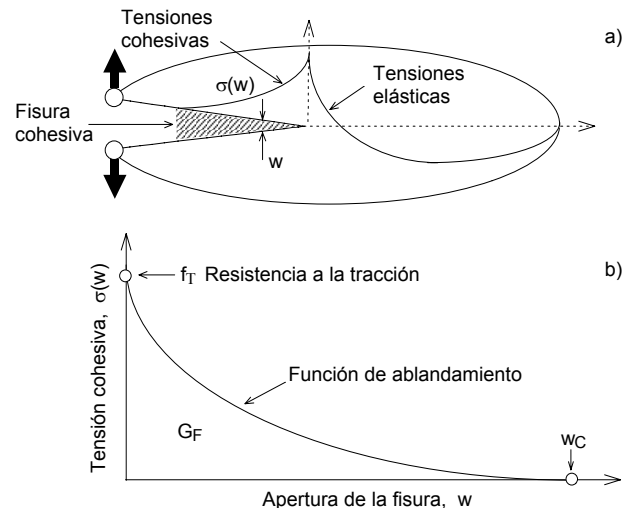 Tensiones
cohesivas
a)
σ(w)
Tensiones
elásticas
Fisura
cohesiva
w
b)
f_T Resistencia a la tracción
Tensión cohesiva, σ(w)
Función de ablandamiento
G_F
w_C
Apertura de la fisura, w